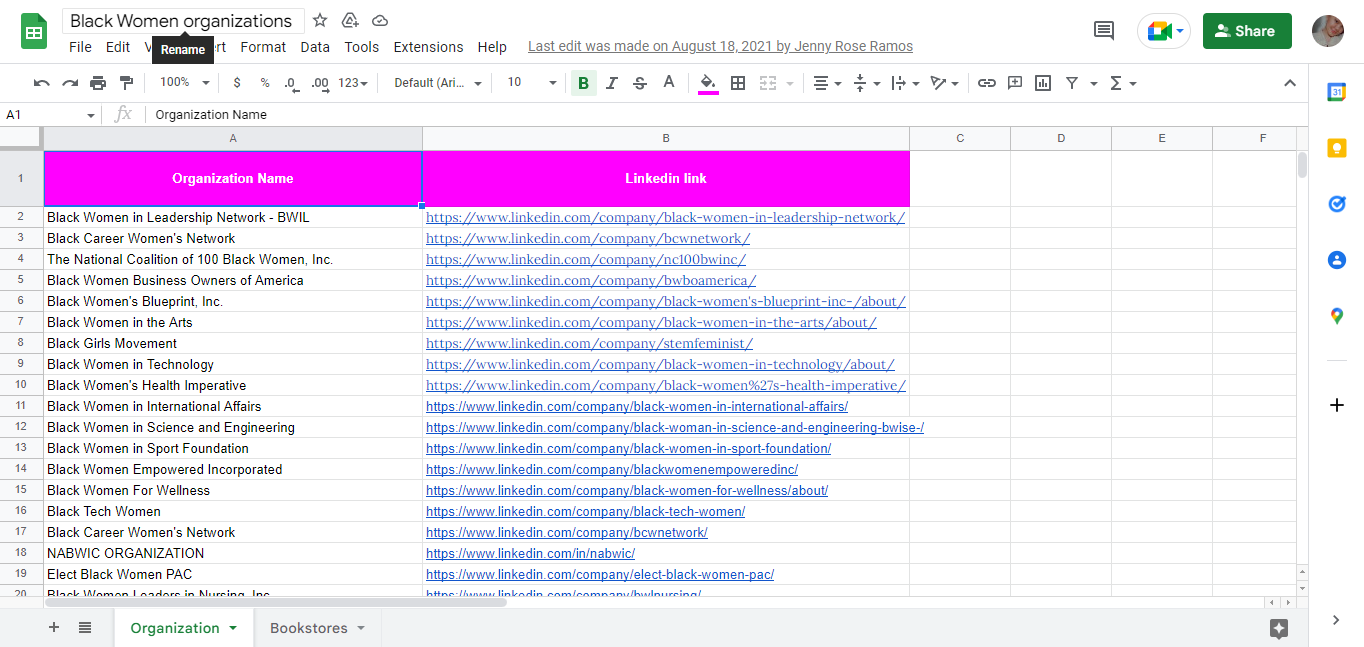 Black Women organizations
File Edit V rt Format Data Tools Extensions Help Last edit was made on August 18, 2021 by Jenny Rose Ramos
Rename
Share
100% $ % .0 .00 123 Default (Ari... 10 B I S A
31
A1 fx Organization Name
A B C D E F
1 Organization Name Linkedin link
2 Black Women in Leadership Network - BWIL https://www.linkedin.com/company/black-women-in-leadership-network/
3 Black Career Women's Network https://www.linkedin.com/company/bcwnetwork/
4 The National Coalition of 100 Black Women, Inc. https://www.linkedin.com/company/nc100bwinc/
5 Black Women Business Owners of America https://www.linkedin.com/company/bwboamerica/
6 Black Women's Blueprint, Inc. https://www.linkedin.com/company/black-women's-blueprint-inc-/about/
7 Black Women in the Arts https://www.linkedin.com/company/black-women-in-the-arts/about/
8 Black Girls Movement https://www.linkedin.com/company/stemfeminist/
9 Black Women in Technology https://www.linkedin.com/company/black-women-in-technology/about/
10 Black Women's Health Imperative https://www.linkedin.com/company/black-women%27s-health-imperative/
11 Black Women in International Affairs https://www.linkedin.com/company/black-women-in-international-affairs/
12 Black Women in Science and Engineering https://www.linkedin.com/company/black-woman-in-science-and-engineering-bwise-/
13 Black Women in Sport Foundation https://www.linkedin.com/company/black-women-in-sport-foundation/
14 Black Women Empowered Incorporated https://www.linkedin.com/company/blackwomenempoweredinc/
15 Black Women For Wellness https://www.linkedin.com/company/black-women-for-wellness/about/
16 Black Tech Women https://www.linkedin.com/company/black-tech-women/
17 Black Career Women's Network https://www.linkedin.com/company/bcwnetwork/
18 NABWIC ORGANIZATION https://www.linkedin.com/in/nabwic/
19 Elect Black Women PAC https://www.linkedin.com/company/elect-black-women-pac/
20 Black Women Leaders in Nursing, Inc. https://www.linkedin.com/company/bwlnursing/
Organization Bookstores